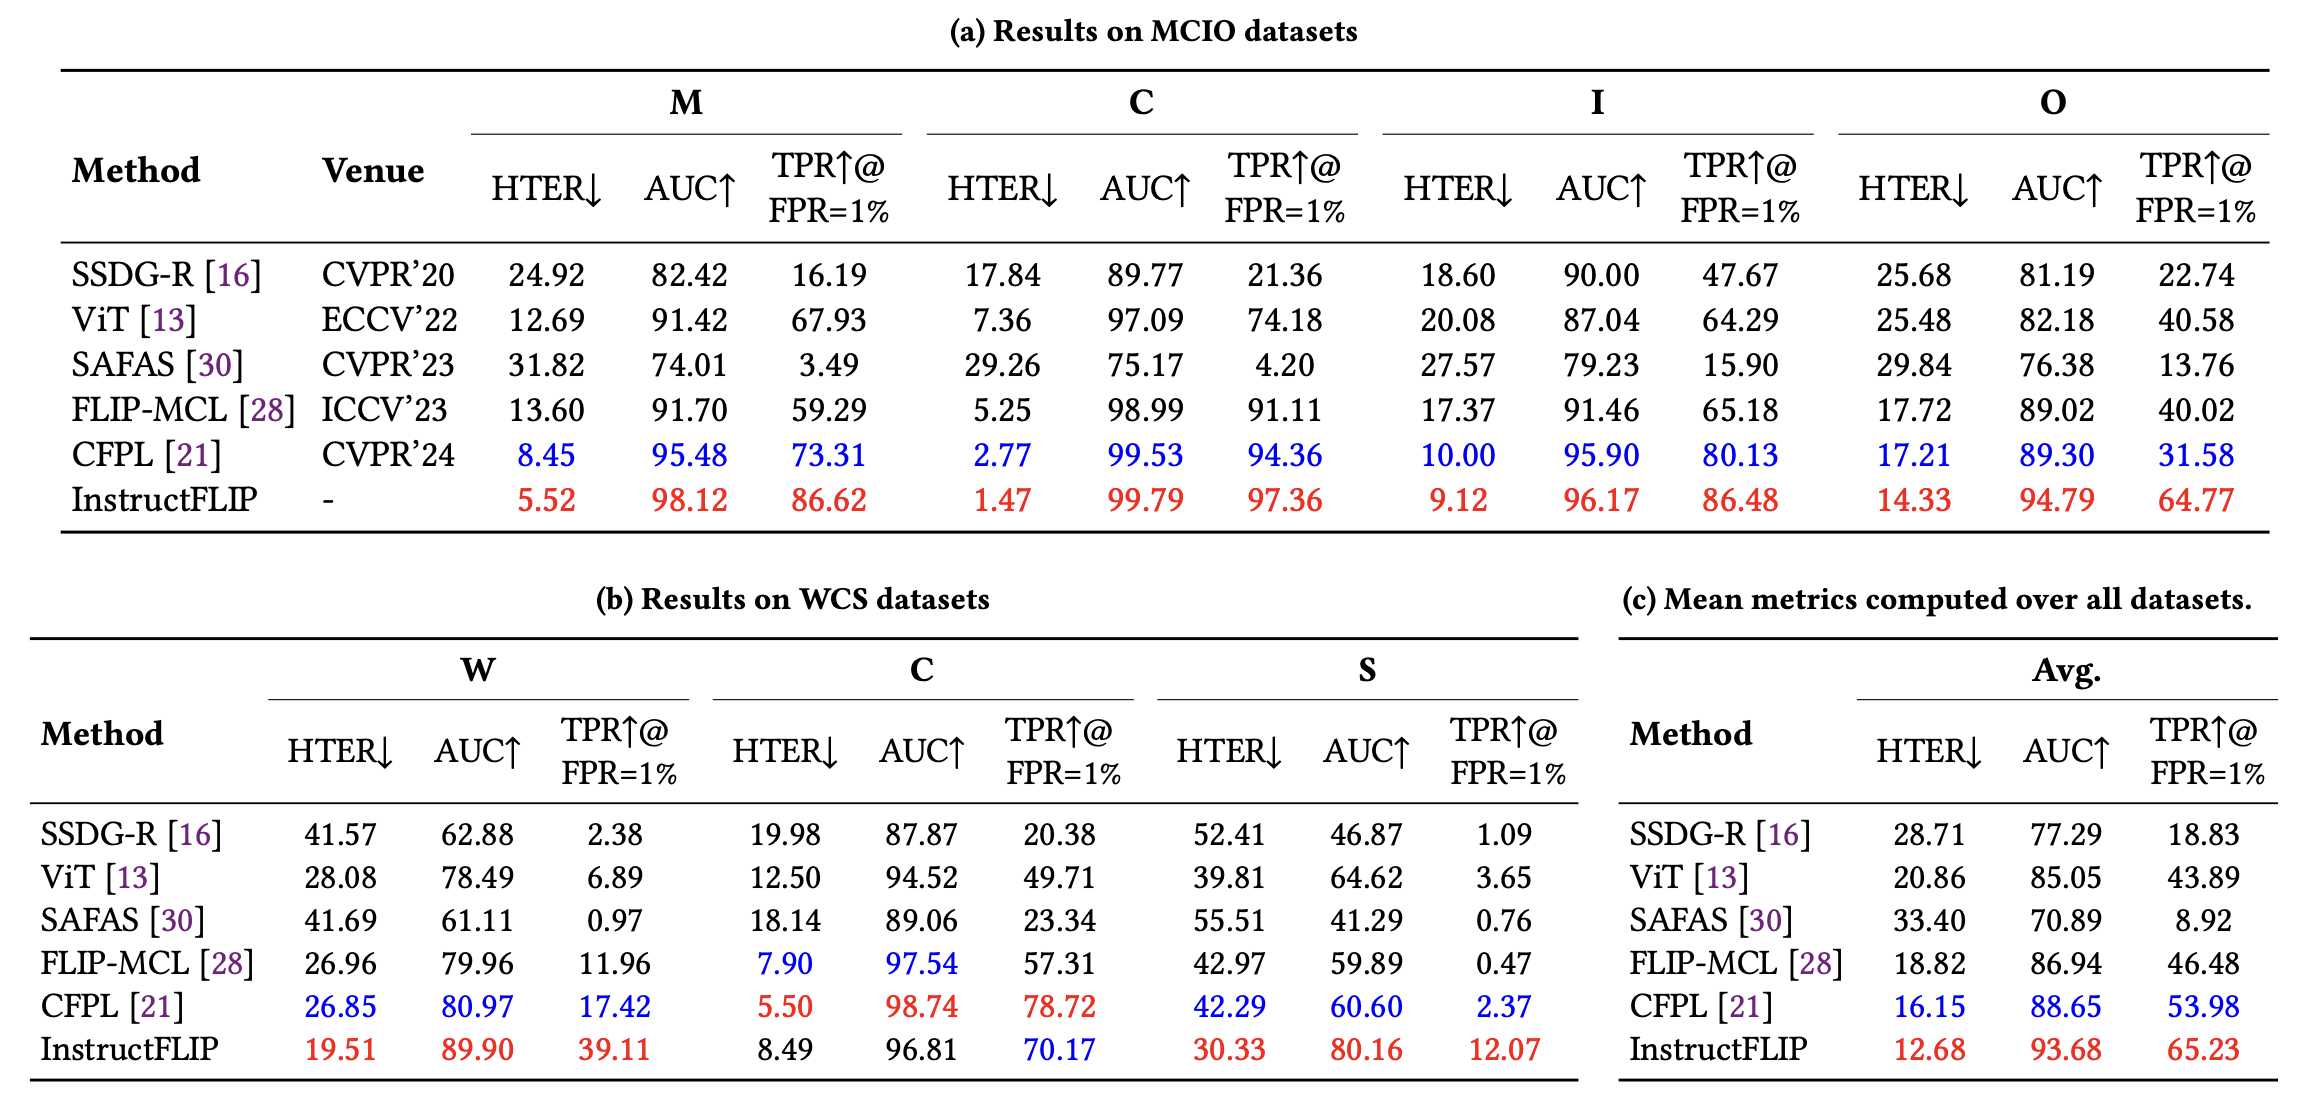 (a) Results on MCIO datasets
M C I O
Method Venue HTER↓ AUC↑ TPR↑@ FPR=1% HTER↓ AUC↑ TPR↑@ FPR=1% HTER↓ AUC↑ TPR↑@ FPR=1% HTER↓ AUC↑ TPR↑@ FPR=1%
SSDG-R [16] CVPR’20 24.92 82.42 16.19 17.84 89.77 21.36 18.60 90.00 47.67 25.68 81.19 22.74
ViT [13] ECCV’22 12.69 91.42 67.93 7.36 97.09 74.18 20.08 87.04 64.29 25.48 82.18 40.58
SAFAS [30] CVPR’23 31.82 74.01 3.49 29.26 75.17 4.20 27.57 79.23 15.90 29.84 76.38 13.76
FLIP-MCL [28] ICCV’23 13.60 91.70 59.29 5.25 98.99 91.11 17.37 91.46 65.18 17.72 89.02 40.02
CFPL [21] CVPR’24 8.45 95.48 73.31 2.77 99.53 94.36 10.00 95.90 80.13 17.21 89.30 31.58
InstructFLIP - 5.52 98.12 86.62 1.47 99.79 97.36 9.12 96.17 86.48 14.33 94.79 64.77
(b) Results on WCS datasets
W C S
Method HTER↓ AUC↑ TPR↑@ FPR=1% HTER↓ AUC↑ TPR↑@ FPR=1% HTER↓ AUC↑ TPR↑@ FPR=1%
SSDG-R [16] 41.57 62.88 2.38 19.98 87.87 20.38 52.41 46.87 1.09
ViT [13] 28.08 78.49 6.89 12.50 94.52 49.71 39.81 64.62 3.65
SAFAS [30] 41.69 61.11 0.97 18.14 89.06 23.34 55.51 41.29 0.76
FLIP-MCL [28] 26.96 79.96 11.96 7.90 97.54 57.31 42.97 59.89 0.47
CFPL [21] 26.85 80.97 17.42 5.50 98.74 78.72 42.29 60.60 2.37
InstructFLIP 19.51 89.90 39.11 8.49 96.81 70.17 30.33 80.16 12.07
(c) Mean metrics computed over all datasets.
Avg.
Method HTER↓ AUC↑ TPR↑@ FPR=1%
SSDG-R [16] 28.71 77.29 18.83
ViT [13] 20.86 85.05 43.89
SAFAS [30] 33.40 70.89 8.92
FLIP-MCL [28] 18.82 86.94 46.48
CFPL [21] 16.15 88.65 53.98
InstructFLIP 12.68 93.68 65.23